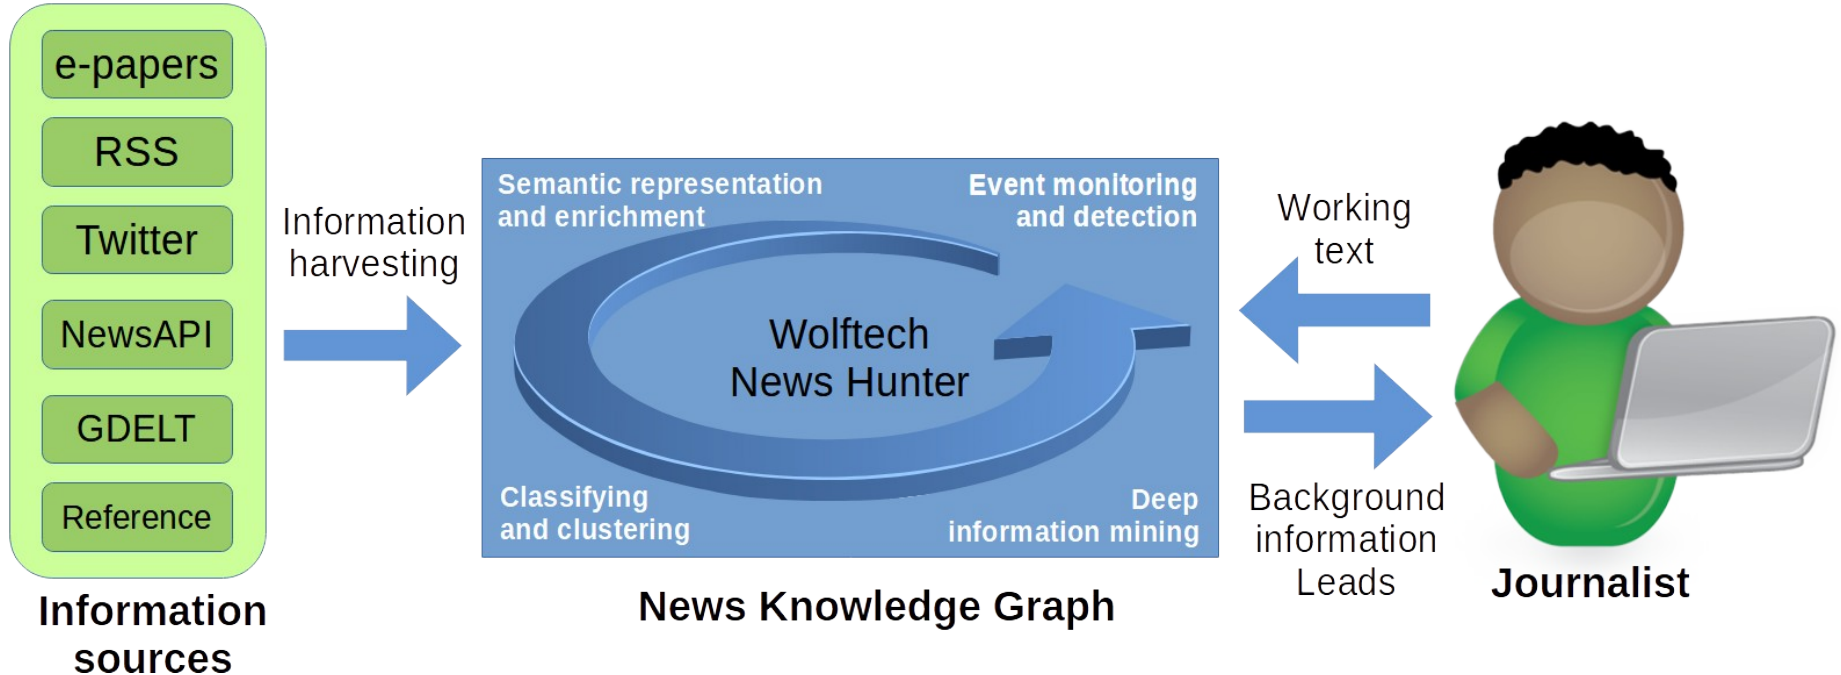 e-papers
RSS
Twitter
NewsAPI
GDELT
Reference
Information
sources
Information
harvesting
Semantic representation
and enrichment
Event monitoring
and detection
Wolftech
News Hunter
Classifying
and clustering
Deep
information mining
News Knowledge Graph
Working
text
Background
information
Leads
Journalist